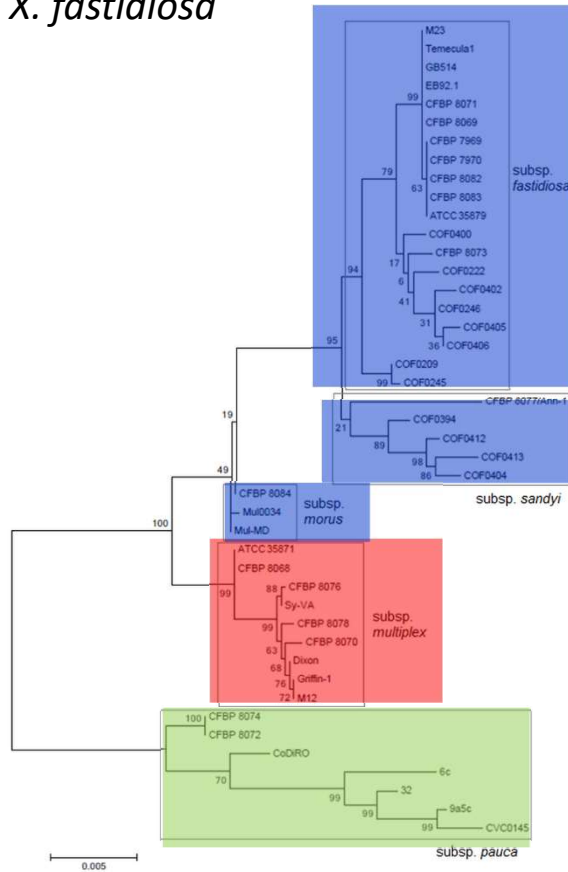 X. fastidiosa
M23
Temecula1
GB514
EB92.1
99
CFBP 8071
CFBP 8069
CFBP 7969
79
CFBP 7970
subsp.
63
CFBP 8082
fastidiosa
CFBP 8083
ATCC 35879
COF0400
17
CFBP 8073
94
6
COF0222
41
COF0402
31
COF0246
COF0405
95
36
COF0406
COF0209
99
COF0245
CFBP 8077/Ann-1
19
21
COF0394
89
COF0412
98
COF0413
49
86
COF0404
CFBP 8084
subsp. sandyi
100
Mul0034
subsp.
morus
Mul-MD
ATCC 35871
CFBP 8068
99
88
CFBP 8076
Sy-VA
subsp.
99
CFBP 8078
multiplex
63
CFBP 8070
68
Dixon
76
Griffin-1
72
M12
100
CFBP 8074
CFBP 8072
CoDiRO
70
6c
99
32
99
9a5c
99
CVC0145
subsp. pauca
0.005